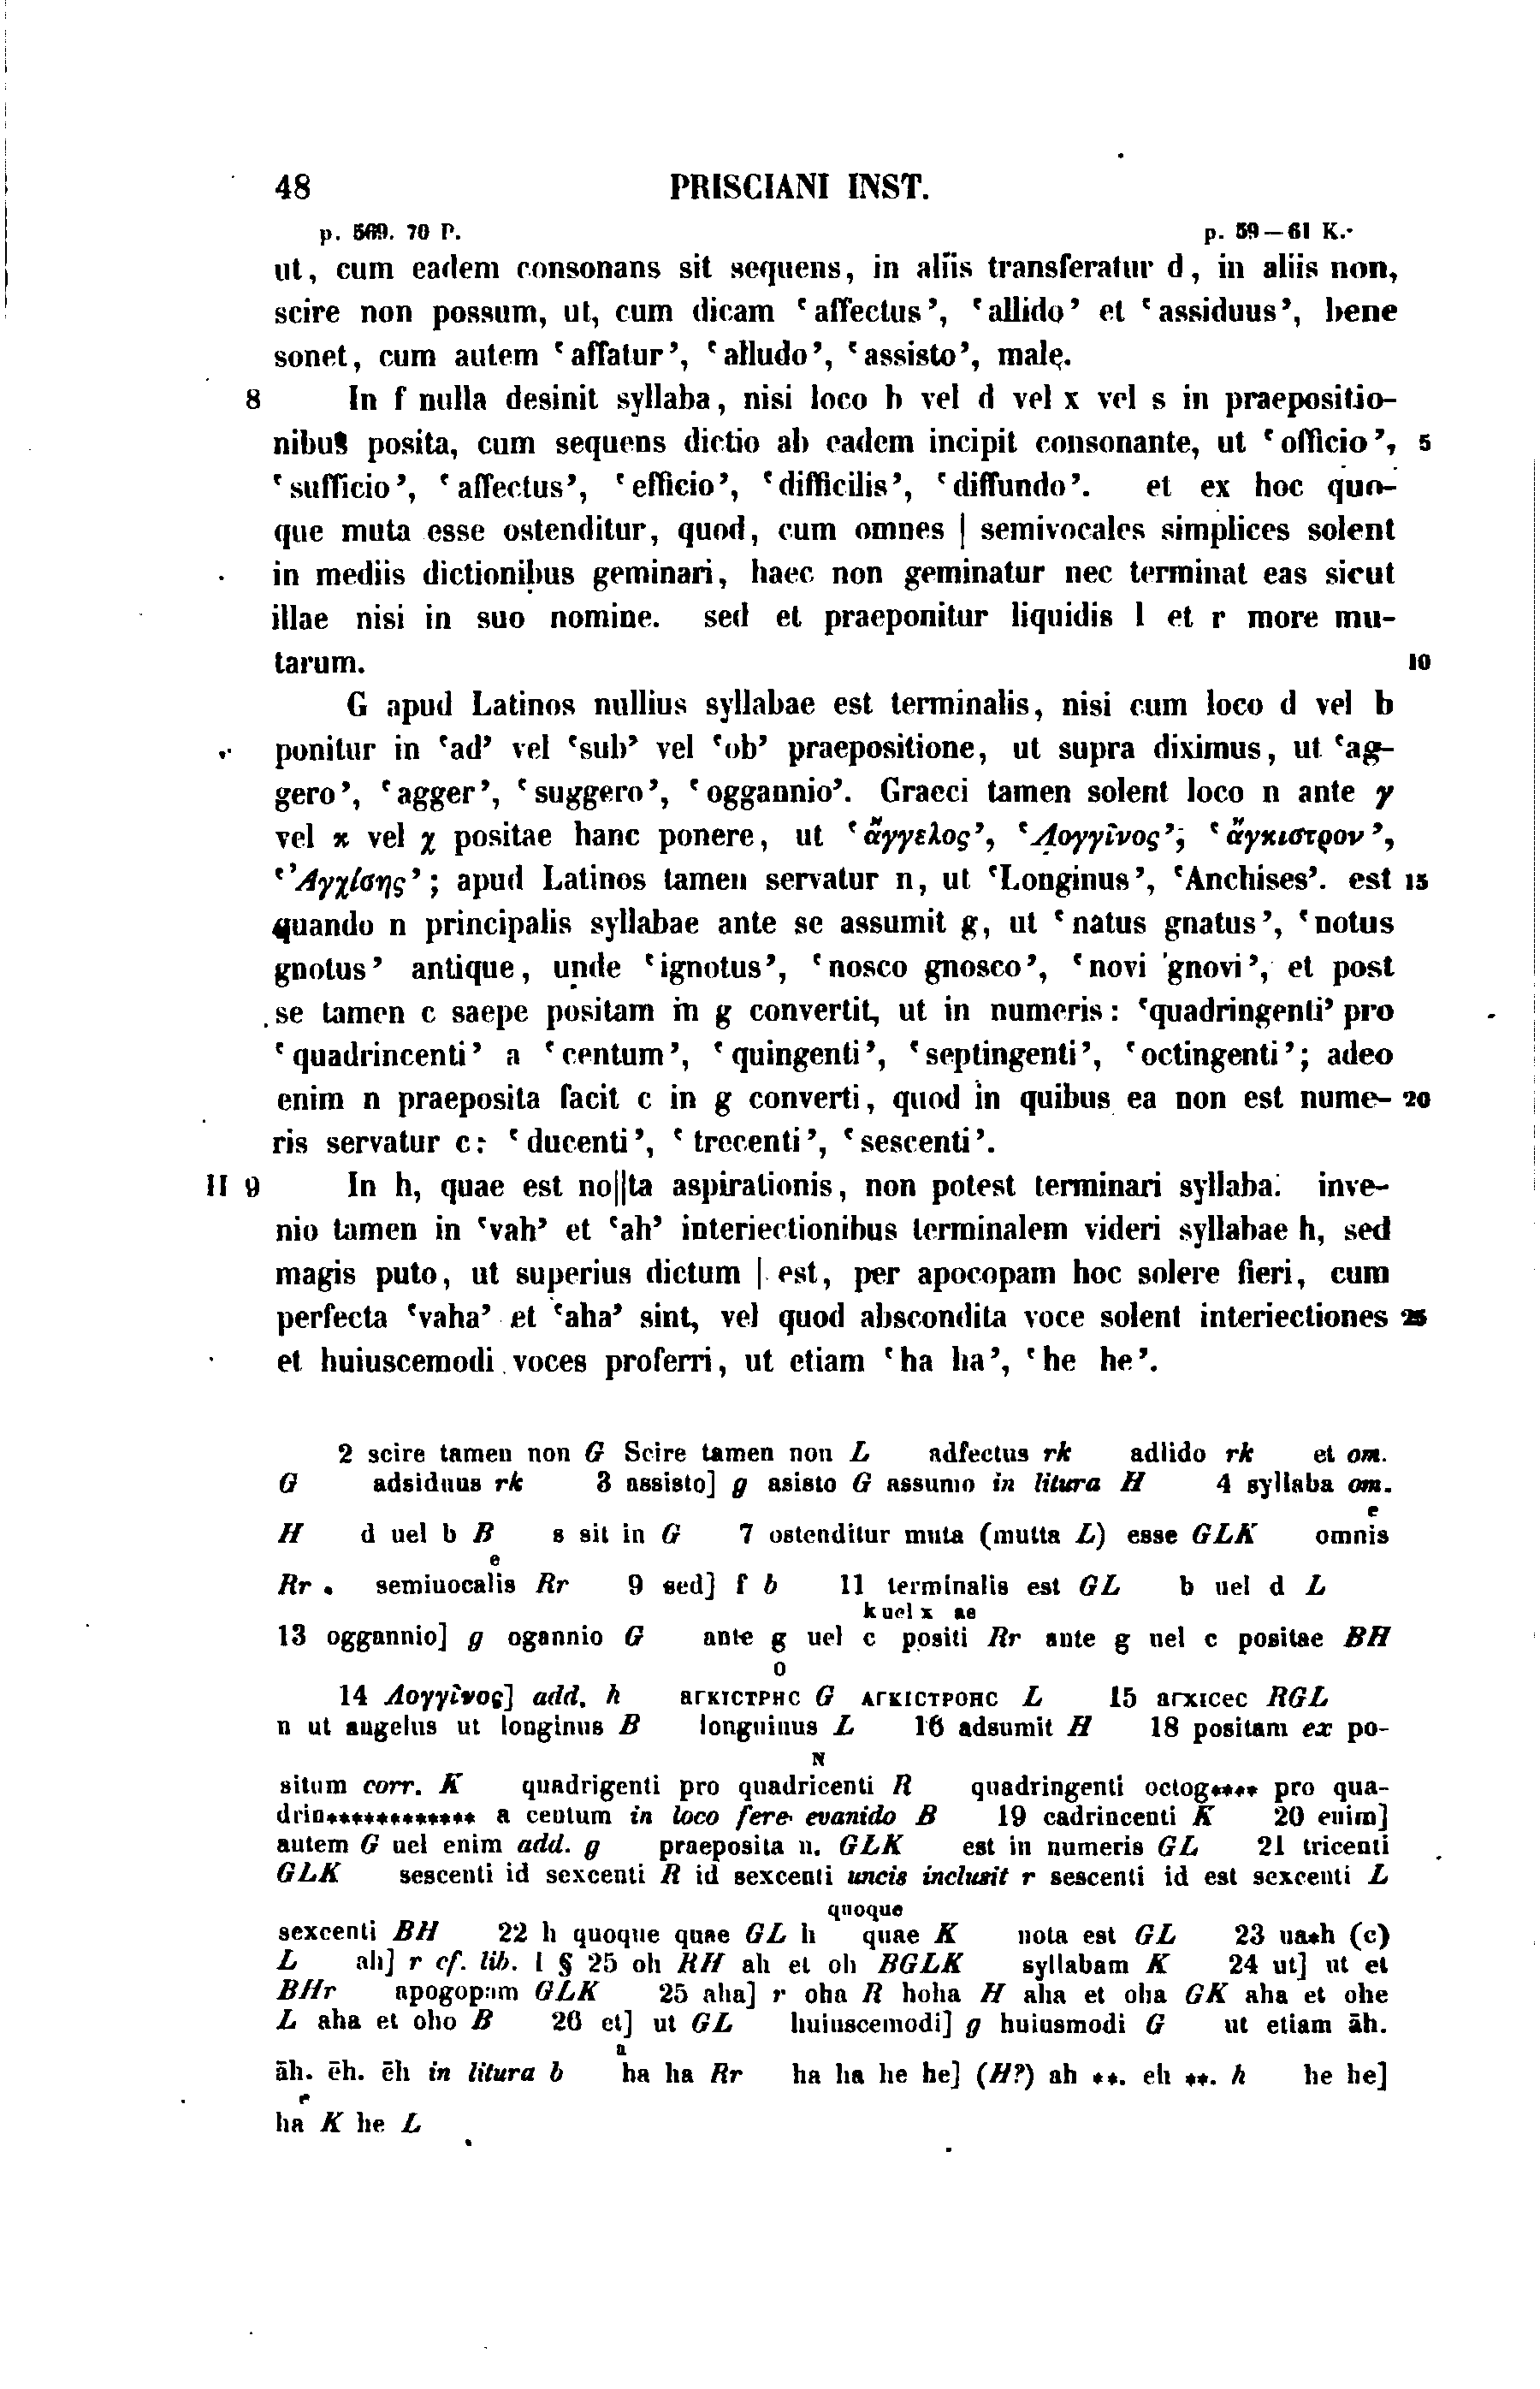 48 PRISCIANI INST.
p. 569. 70 P. p. 59—61 K.
ut, cum eadem consonans sit sequens, in aliis transferatur d, in aliis non,
scire non possum, ut, cum dicam ‘affectus’, ‘allido’ et ‘assiduus’, bene
sonet, cum autem ‘affatur’, ‘alludo’, ‘assisto’, male.
8 In f nulla desinit syllaba, nisi loco b vel d vel x vel s in praepositio-
nibus posita, cum sequens dictio ab eadem incipit consonante, ut ‘officio’, 5
‘sufficio’, ‘affectus’, ‘efficio’, ‘difficilis’, ‘diffundo’. et ex hoc quo-
que muta esse ostenditur, quod, cum omnes | semivocales simplices solent
in mediis dictionibus geminari, haec non geminatur nec terminat eas sicut
illae nisi in suo nomine. sed et praeponitur liquidis l et r more mu-
tarum. 10
G apud Latinos nullius syllabae est terminalis, nisi cum loco d vel b
ponitur in ‘ad’ vel ‘sub’ vel ‘ob’ praepositione, ut supra diximus, ut ‘ag-
gero’, ‘agger’, ‘suggero’, ‘oggannio’. Graeci tamen solent loco n ante γ
vel κ vel χ positae hanc ponere, ut ‘ἄγγελος’, ‘Λογγῖνος’, ‘ἄγκιστρον’,
‘Ἀγχίσης’; apud Latinos tamen servatur n, ut ‘Longinus’, ‘Anchises’. est 15
quando n principalis syllabae ante se assumit g, ut ‘natus gnatus’, ‘notus
gnotus’ antique, unde ‘ignotus’, ‘nosco gnosco’, ‘novi gnovi’, et post
se tamen c saepe positam in g convertit, ut in numeris: ‘quadringenti’ pro
‘quadrincenti’ a ‘centum’, ‘quingenti’, ‘septingenti’, ‘octingenti’; adeo
enim n praeposita facit c in g converti, quod in quibus ea non est nume- 20
ris servatur c: ‘ducenti’, ‘trecenti’, ‘sescenti’.
II 9 In h, quae est no||ta aspirationis, non potest terminari syllaba. inve-
nio tamen in ‘vah’ et ‘ah’ interiectionibus terminalem videri syllabae h, sed
magis puto, ut superius dictum | est, per apocopam hoc solere fieri, cum
perfecta ‘vaha’ et ‘aha’ sint, vel quod abscondita voce solent interiectiones 25
et huiuscemodi voces proferri, ut etiam ‘ha ha’, ‘he he’.
2 scire tamen non G Scire tamen non L adfectus rk adlido rk et om.
G adsiduus rk 3 assisto] g asisto G assumo in litura H 4 syllaba om.
e
H d uel b B s sit in G 7 ostenditur muta (mutta L) esse GLK omnis
e
Rr semiuocalis Rr 9 sed] f b 11 terminalis est GL b uel d L
k uel x ae
13 oggannio] g ogannio G ante g uel c positi Rr ante g uel c positae BH
O
14 Λογγῖνος] add. h ΑΓΚΙCΤΡΗC G ΑΓΚΙCΤΡΟΗC L 15 ΑΓΧΙCΕC RGL
n ut angelus ut longinus B longuinus L 16 adsumit H 18 positam ex po-
N
situm corr. K quadrigenti pro quadricenti R quadringenti octog**** pro qua-
drin************ a centum in loco fere evanido B 19 cadrincenti K 20 enim]
autem G uel enim add. g praeposita n. GLK est in numeris GL 21 tricenti
GLK sescenti id sexcenti R id sexcenti uncis inclusit r sescenti id est sexcenti L
quoque
sexcenti BH 22 h quoque quae GL h quae K nota est GL 23 ua*h (c)
L ah] r cf. lib. I § 25 oh RH ah et oh BGLK syllabam K 24 ut] ut et
BHr apogopam GLK 25 aha] r oha R hoha H aha et oha GK aha et ohe
L aha et oho B 26 et] ut GL huiuscemodi] g huiusmodi G ut etiam āh.
a
āh. ēh. ēh in litura b ha ha Rr ha ha he he] (H?) ah **. eh **. h he he]
e
ha K he L